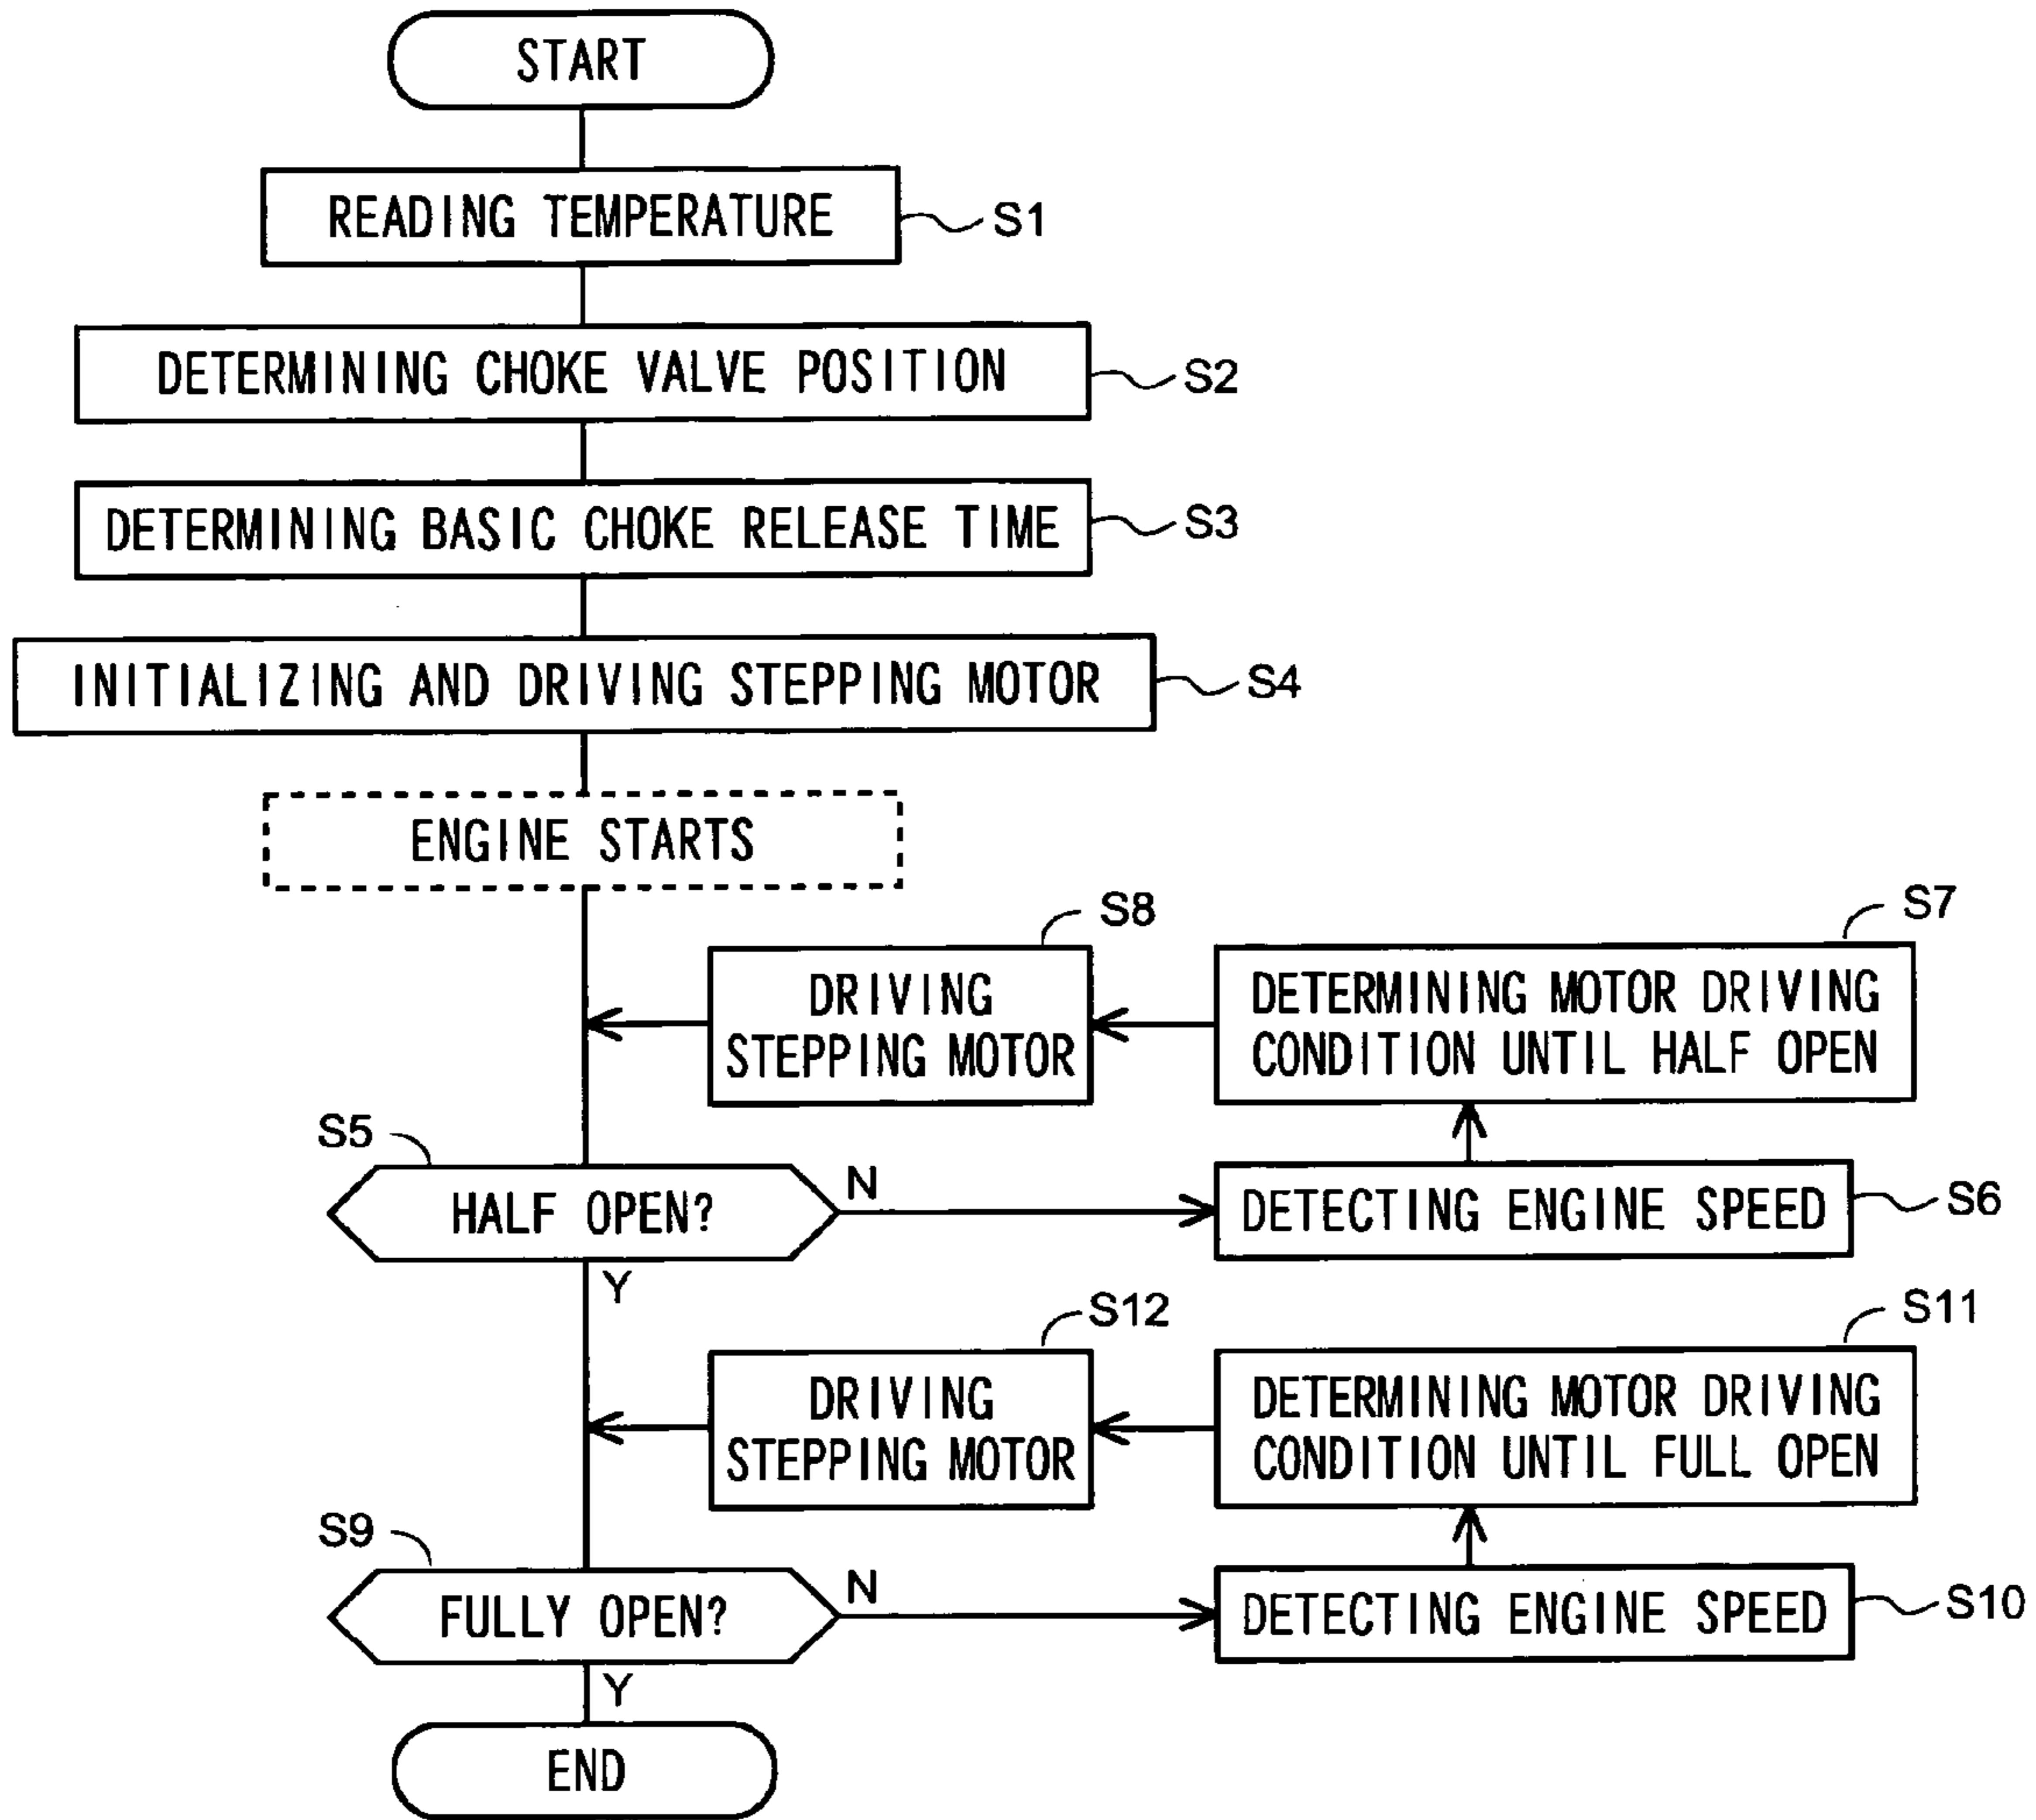 START
READING TEMPERATURE
S1
DETERMINING CHOKE VALVE POSITION
S2
DETERMINING BASIC CHOKE RELEASE TIME
S3
INITIALIZING AND DRIVING STEPPING MOTOR
S4
ENGINE STARTS
S8
S7
DRIVING
STEPPING MOTOR
DETERMINING MOTOR DRIVING
CONDITION UNTIL HALF OPEN
S5
HALF OPEN?
N
DETECTING ENGINE SPEED
S6
Y
S12
S11
DRIVING
STEPPING MOTOR
DETERMINING MOTOR DRIVING
CONDITION UNTIL FULL OPEN
S9
FULLY OPEN?
N
DETECTING ENGINE SPEED
S10
Y
END